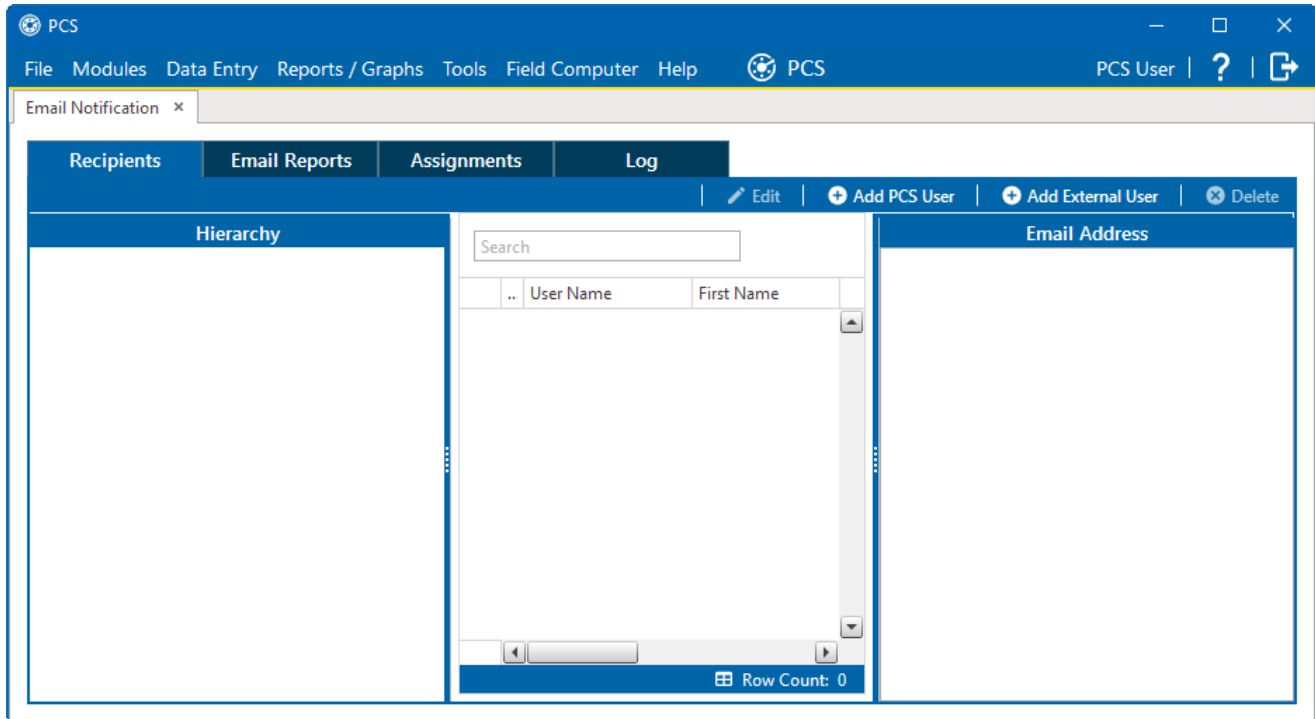 PCS
File Modules Data Entry Reports / Graphs Tools Field Computer Help PCS PCS User ?
Email Notification ×
Recipients Email Reports Assignments Log
Edit Add PCS User Add External User Delete
Hierarchy
Search
Email Address
.. User Name First Name
Row Count: 0